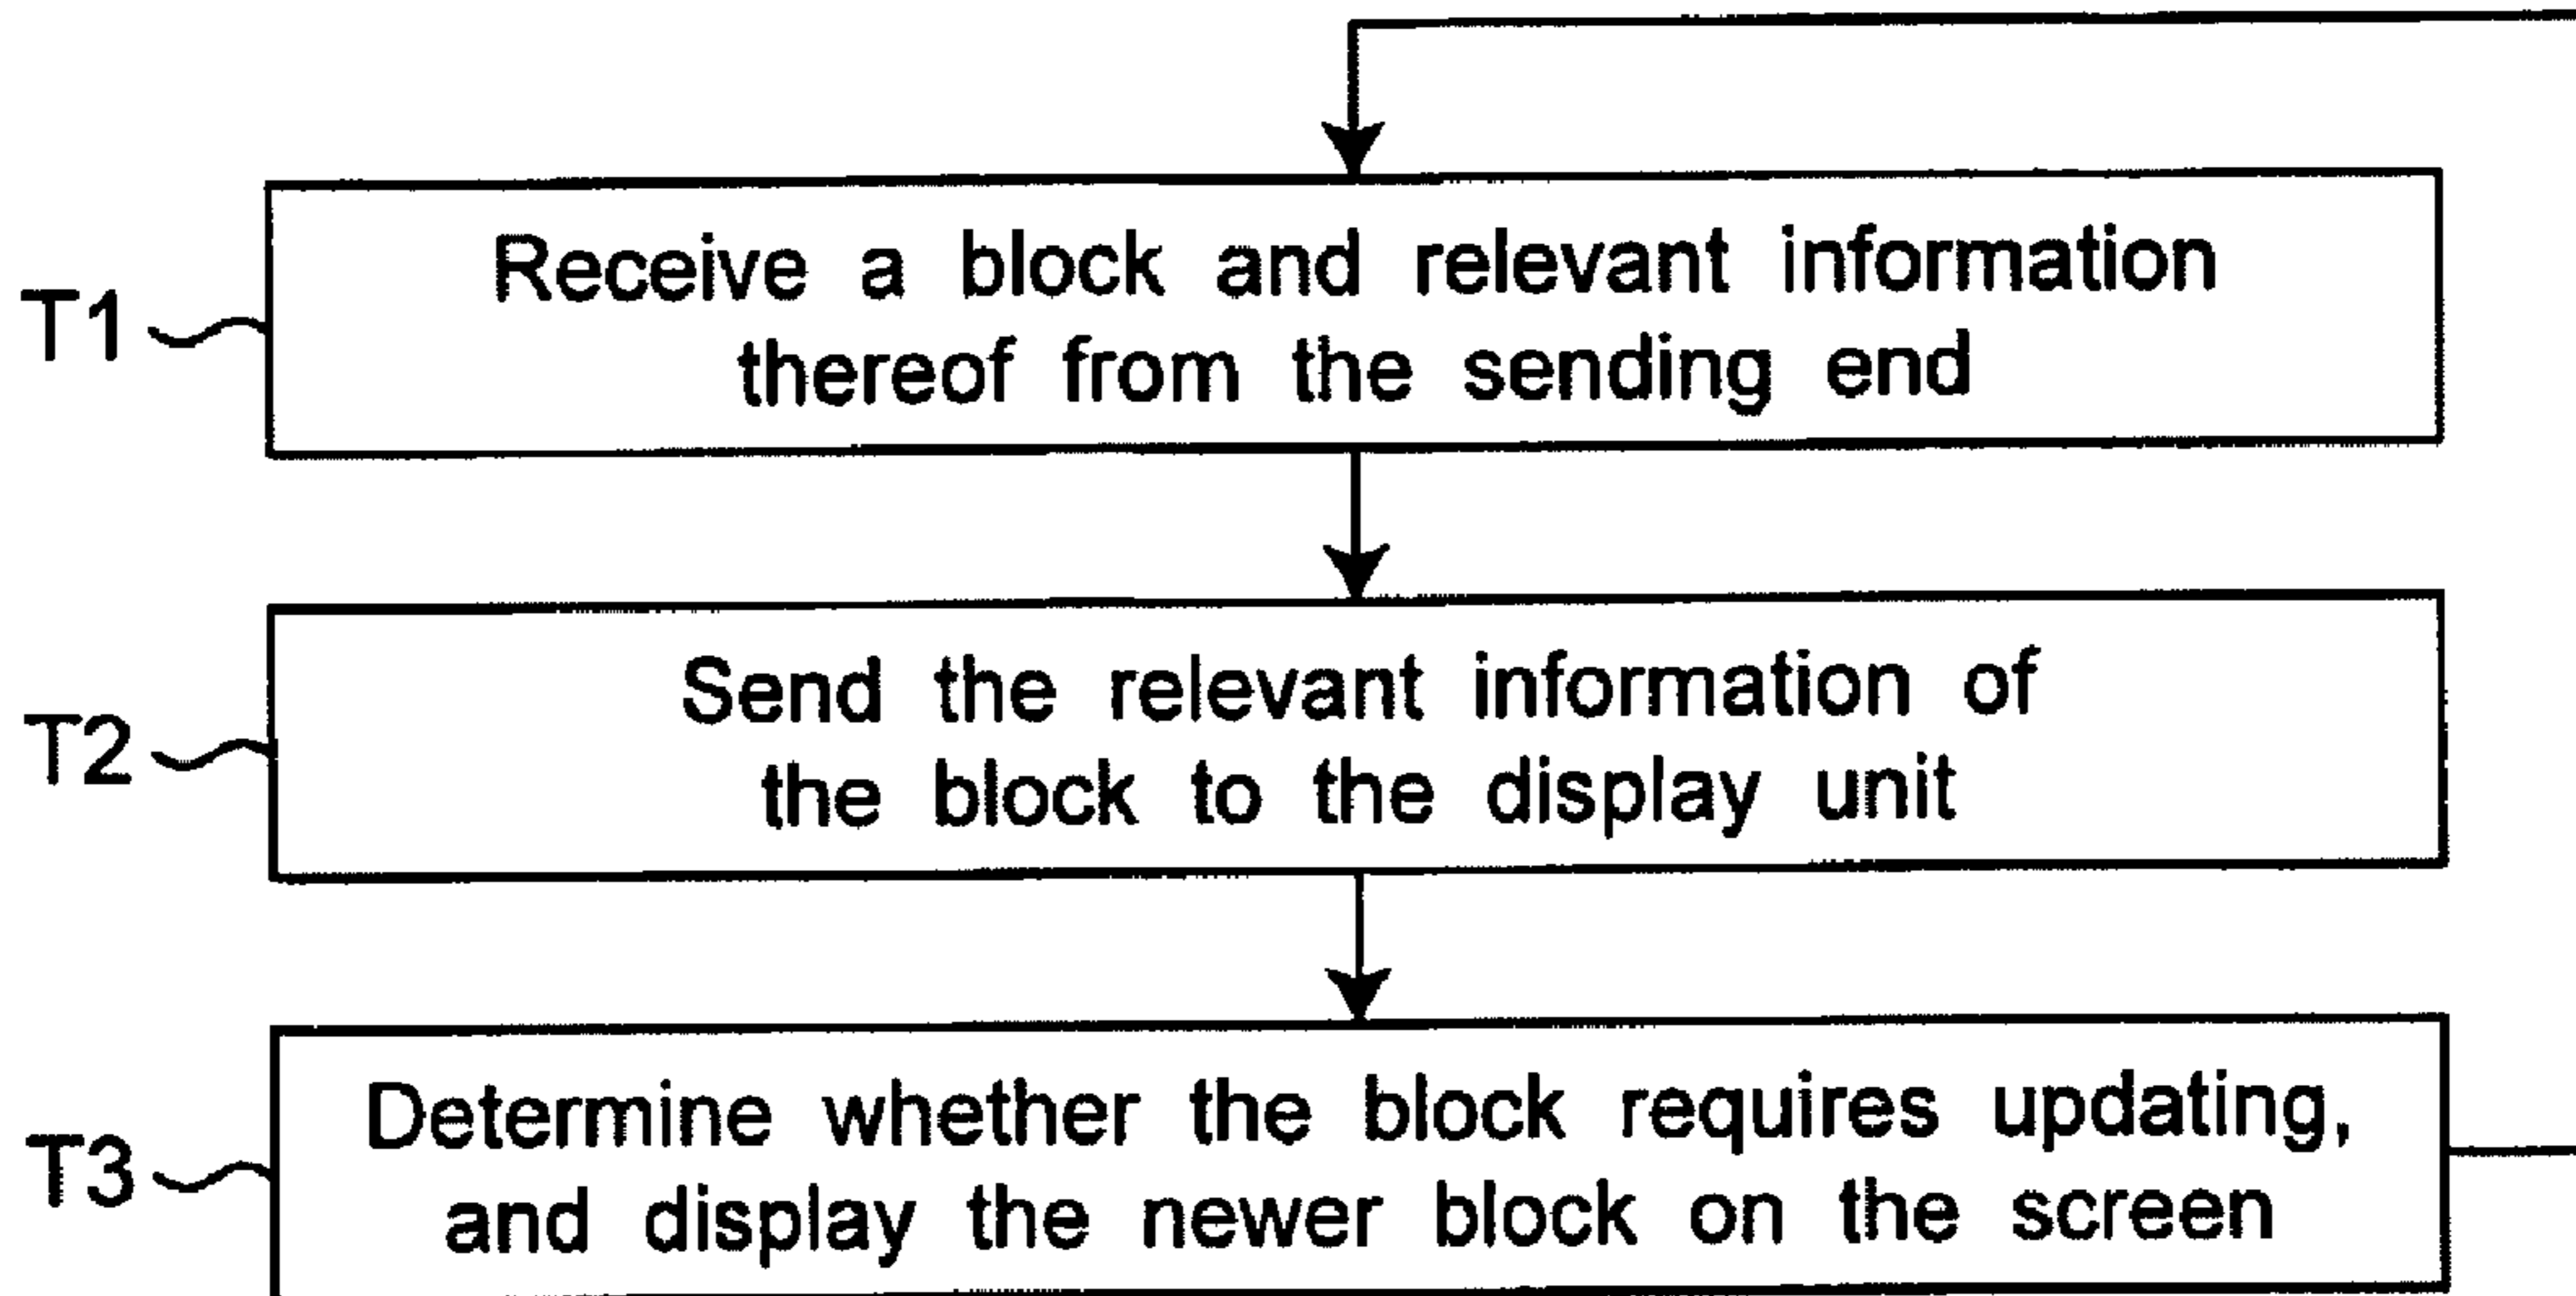 T1
Receive a block and relevant information
thereof from the sending end
T2
Send the relevant information of
the block to the display unit
T3
Determine whether the block requires updating,
and display the newer block on the screen